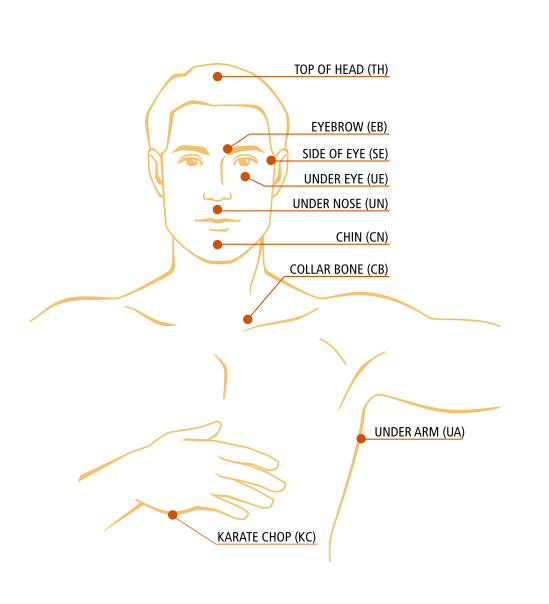 TOP OF HEAD (TH)
EYEBROW (EB)
SIDE OF EYE (SE)
UNDER EYE (UE)
UNDER NOSE (UN)
CHIN (CN)
COLLAR BONE (CB)
UNDER ARM (UA)
KARATE CHOP (KC)